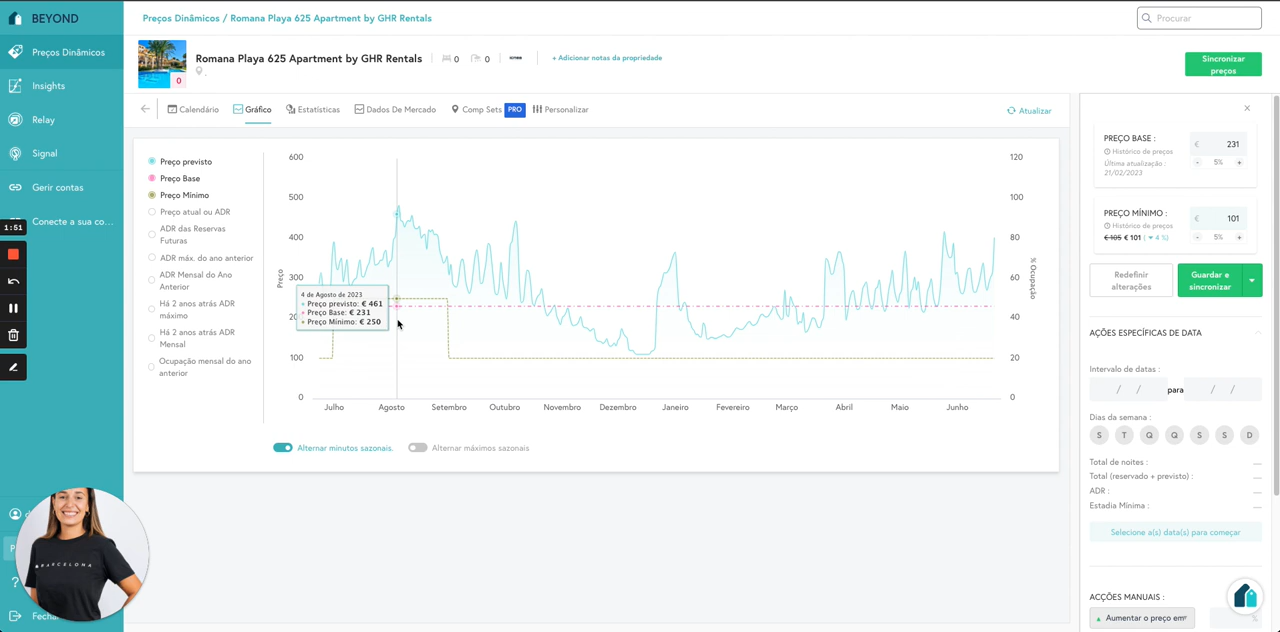 BEYOND
Preços Dinâmicos
Insights
Relay
Signal
Gerir contas
Conecte a sua co...
1:51
?
Preços Dinâmicos / Romana Playa 625 Apartment by GHR Rentals
Procurar
0
Romana Playa 625 Apartment by GHR Rentals
0
0
+ Adicionar notas da propriedade
Sincronizar
preços
Calendário
Gráfico
Estatísticas
Dados De Mercado
Comp Sets PRO
Personalizar
Atualizar
Preço previsto
Preço Base
Preço Mínimo
Preço atual ou ADR
ADR das Reservas
Futuras
ADR máx. do ano anterior
ADR Mensal do Ano
Anterior
Há 2 anos atrás ADR
máximo
Há 2 anos atrás ADR
Mensal
Ocupação mensal do ano
anterior
600
500
400
300
200
100
0
Preço
4 de Agosto de 2023
Preço previsto: € 461
Preço Base: € 231
Preço Mínimo: € 250
120
100
80
60
40
20
0
% Ocupação
Julho
Agosto
Setembro
Outubro
Novembro
Dezembro
Janeiro
Fevereiro
Março
Abril
Maio
Junho
Alternar minutos sazonais.
Alternar máximos sazonais
BARCELONA
PREÇO BASE :
Histórico de preços
Última atualização :
21/02/2023
€ 231
- 5% +
PREÇO MÍNIMO :
Histórico de preços
€ 105 € 101 ( ▾ 4 %)
€ 101
- 5% +
Redefinir
alterações
Guardar e
sincronizar
AÇÕES ESPECÍFICAS DE DATA
Intervalo de datas :
/ / para / /
Dias da semana :
S T Q Q S S D
Total de noites : __
Total (reservado + previsto) : __
ADR : __
Estadia Mínima : __
Selecione a(s) data(s) para começar
ACÇÕES MANUAIS :
Aumentar o preço em
%